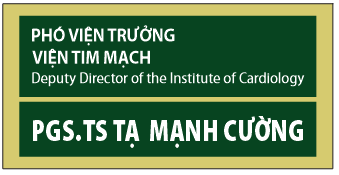 PHÓ VIỆN TRƯỞNG
VIỆN TIM MẠCH
Deputy Director of the Institute of Cardiology
PGS.TS TẠ MẠNH CƯỜNG